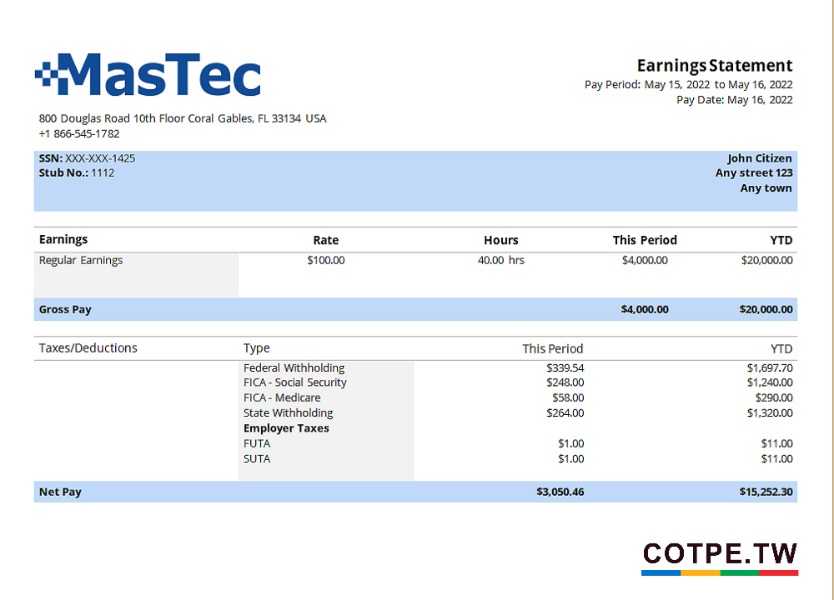 MasTec
Earnings Statement
Pay Period: May 15, 2022 to May 16, 2022
Pay Date: May 16, 2022
800 Douglas Road 10th Floor Coral Gables, FL 33134 USA
+1 866-545-1782
SSN: XXX-XXX-1425 John Citizen
Stub No.: 1112 Any street 123
Any town
Earnings Rate Hours This Period YTD
Regular Earnings $100.00 40.00 hrs $4,000.00 $20,000.00
Gross Pay $4,000.00 $20,000.00
Taxes/Deductions Type This Period YTD
Federal Withholding $339.54 $1,697.70
FICA - Social Security $248.00 $1,240.00
FICA - Medicare $58.00 $290.00
State Withholding $264.00 $1,320.00
Employer Taxes
FUTA $1.00 $11.00
SUTA $1.00 $11.00
Net Pay $3,050.46 $15,252.30
COTPE.TW